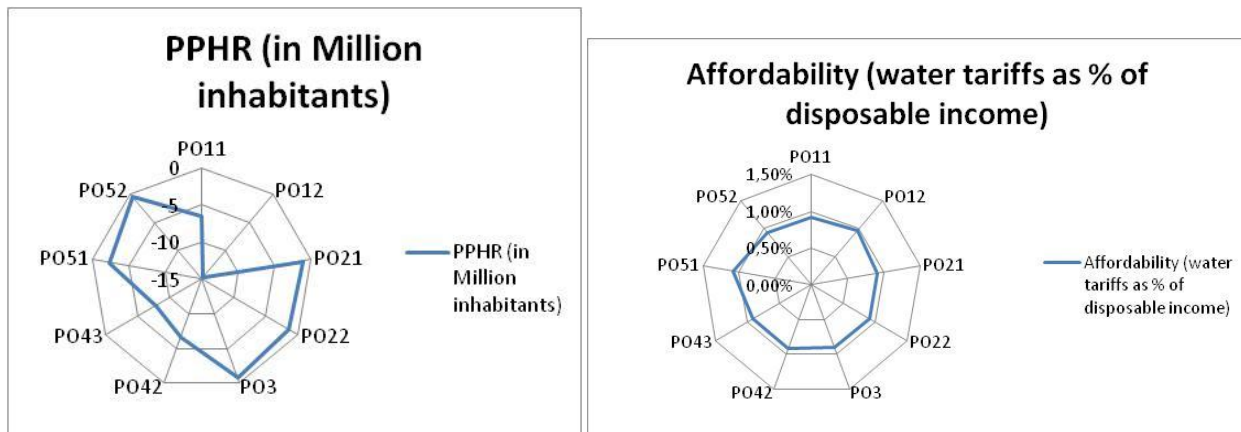 PPHR (in Million
inhabitants)
PO11
0
PO52
PO12
-5
-10
PO51
PO21
-15
PPHR (in
Million
inhabitants)
PO43
PO22
PO42
PO3
Affordability (water tariffs as % of
disposable income)
PO11
1,50%
PO52
PO12
1,00%
0,50%
PO51
PO21
0,00%
Affordability (water
tariffs as % of
disposable income)
PO43
PO22
PO42
PO3